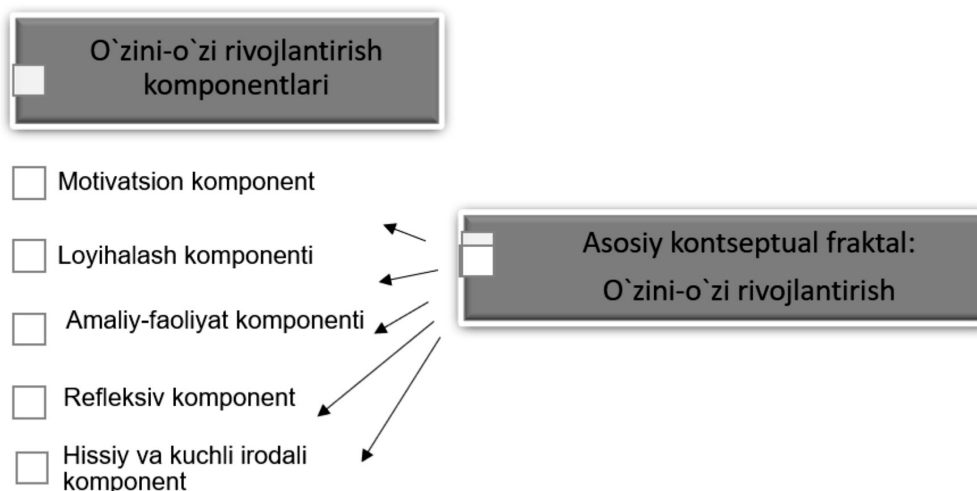 O`zini-o`zi rivojlantirish
komponentlari
Motivatsion komponent
Loyihalash komponenti
Amaliy-faoliyat komponenti
Refleksiv komponent
Hissiy va kuchli irodali
komponent
Asosiy kontseptual fraktal:
O`zini-o`zi rivojlantirish